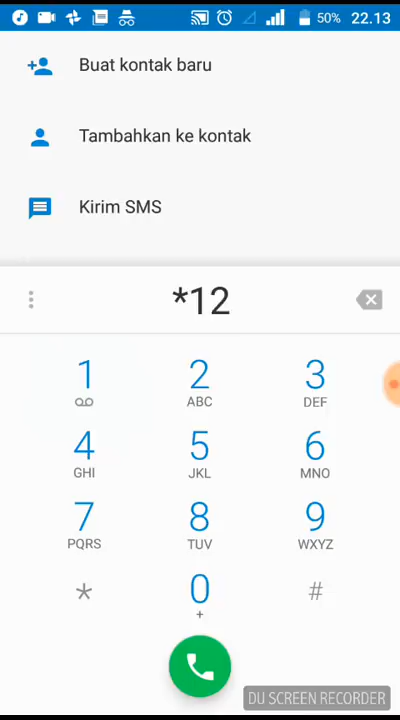 50% 22.13
Buat kontak baru
Tambahkan ke kontak
Kirim SMS
*12
1 2 3
ABC DEF
4 5 6
GHI JKL MNO
7 8 9
PQRS TUV WXYZ
* 0 #
+
DU SCREEN RECORDER